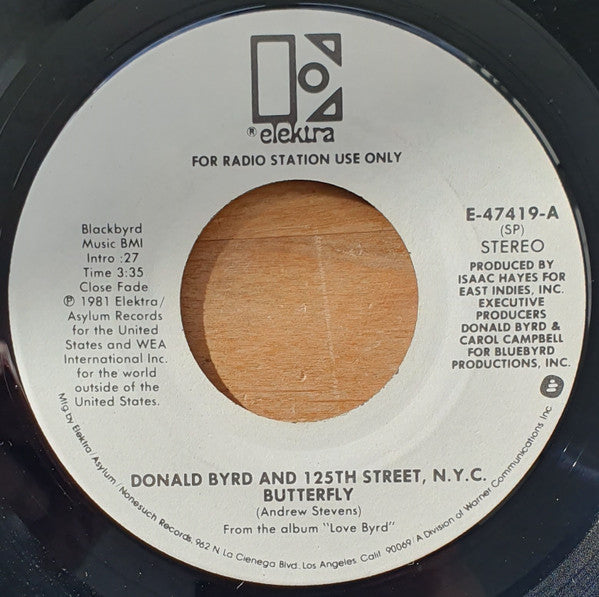 ® elektra
FOR RADIO STATION USE ONLY
Blackbyrd
Music BMI
Intro :27
Time 3:35
Close Fade
℗ 1981 Elektra/
Asylum Records
for the United
States and WEA
International Inc.
for the world
outside of the
United States.
E-47419-A
(SP)
STEREO
PRODUCED BY
ISAAC HAYES FOR
EAST INDIES, INC.
EXECUTIVE
PRODUCERS
DONALD BYRD &
CAROL CAMPBELL
FOR BLUEBYRD
PRODUCTIONS, INC.
DONALD BYRD AND 125TH STREET, N.Y.C.
BUTTERFLY
(Andrew Stevens)
From the album "Love Byrd"
Mfg by Elektra/Asylum/Nonesuch Records, 962 N La Cienega Blvd. Los Angeles. Calif 90069 / A Division of Warner Communications Inc